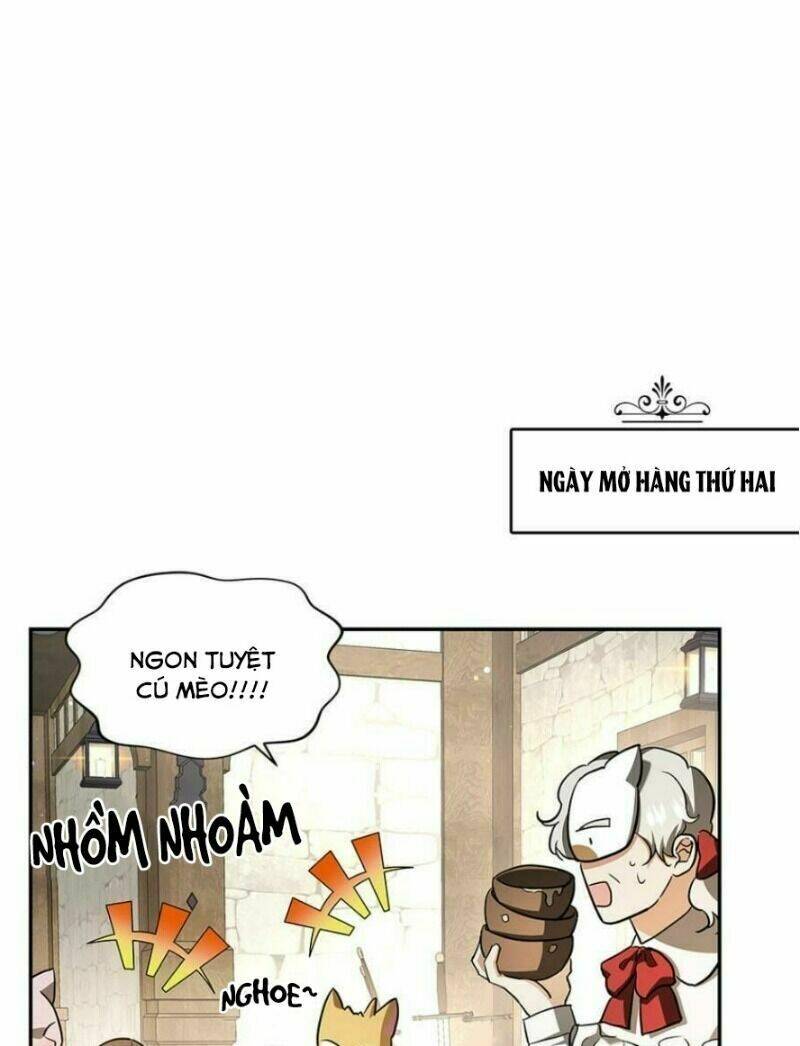 NGÀY MỞ HÀNG THỨ HAI
NGON TUYỆT
CÚ MÈO!!!!
NHỒM NHOÀM
NGHOE~